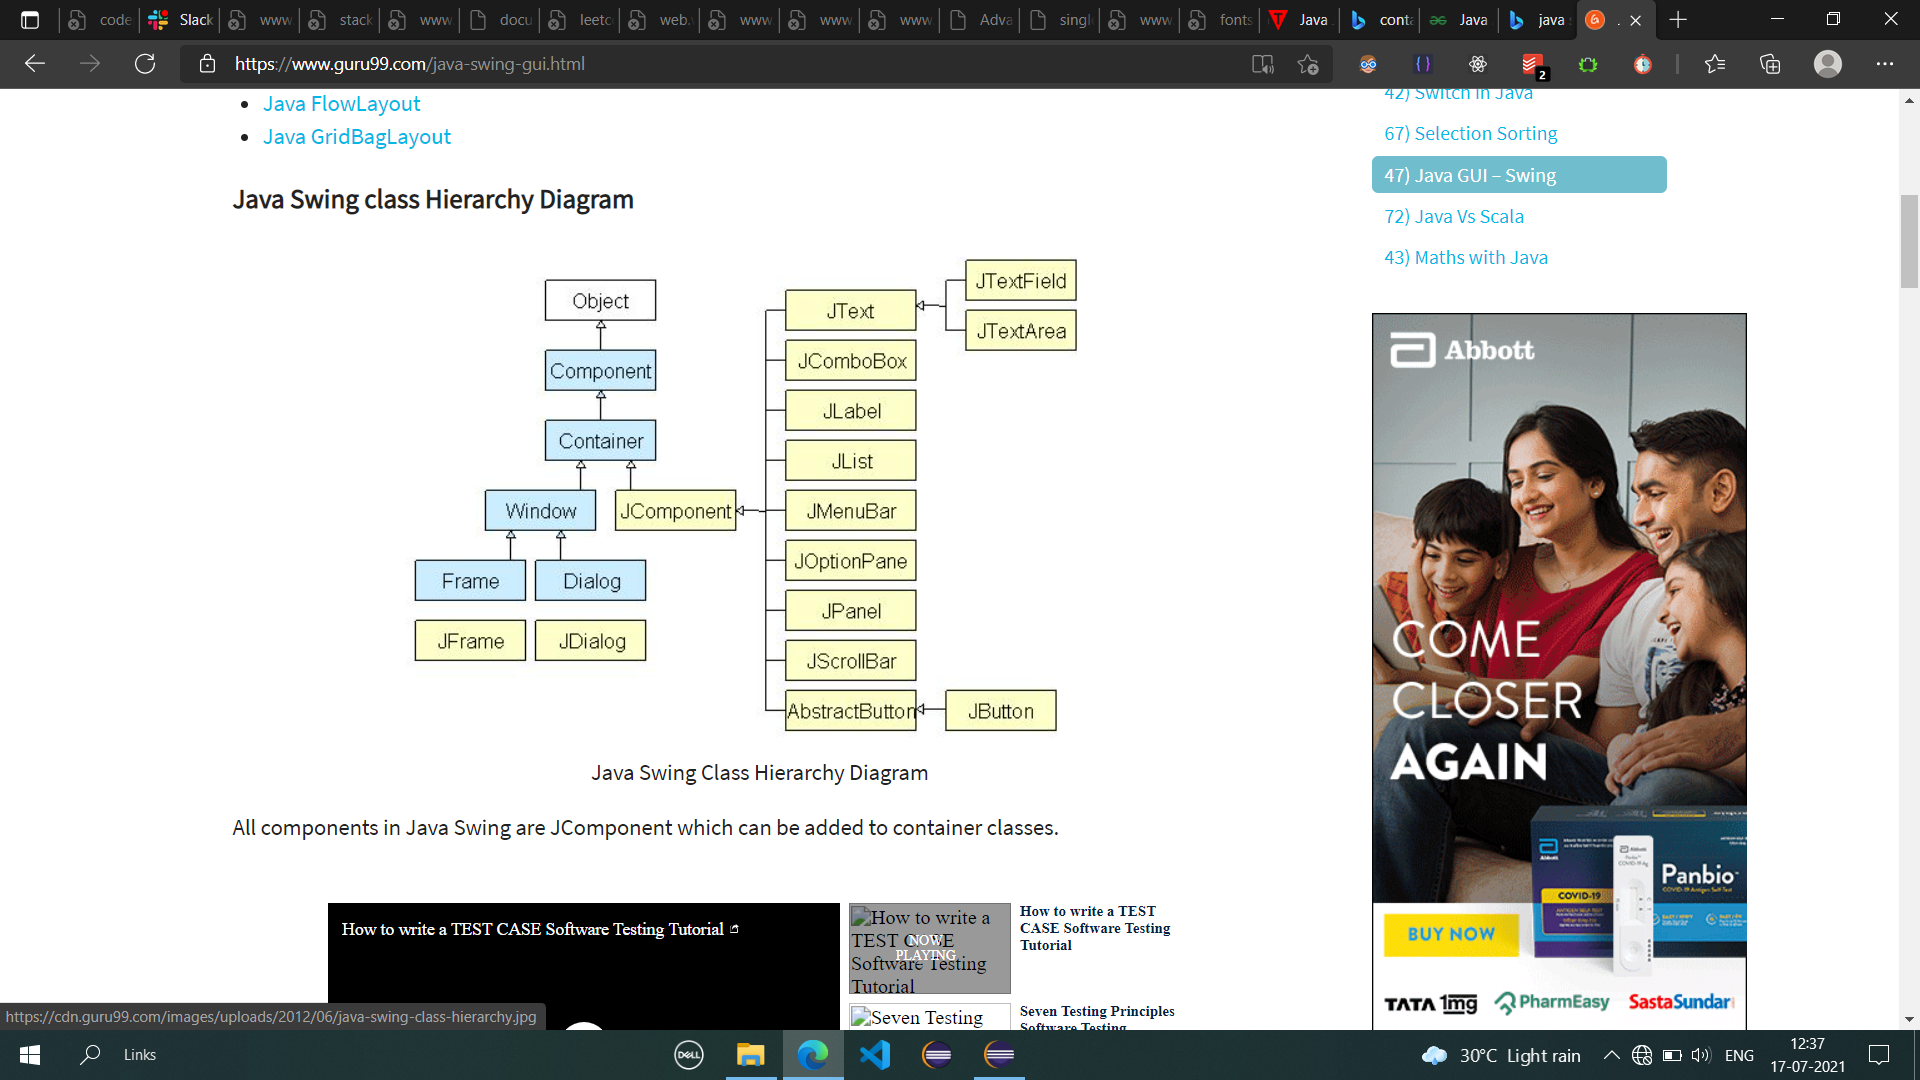 code
Slack
www
stack
www
docu
leetc
web.
www
www
www
Adva
singl
www
fonts
Java
conta
Java
java
https://www.guru99.com/java-swing-gui.html
2
Java FlowLayout
Java GridBagLayout
Java Swing class Hierarchy Diagram
Object
Component
Container
Window
JComponent
Frame
Dialog
JFrame
JDialog
JText
JComboBox
JLabel
JList
JMenuBar
JOptionPane
JPanel
JScrollBar
AbstractButton
JTextField
JTextArea
JButton
Java Swing Class Hierarchy Diagram
All components in Java Swing are JComponent which can be added to container classes.
How to write a TEST CASE Software Testing Tutorial
How to write a
TEST CASE
Software Testing
Tutorial
NOW
PLAYING
How to write a TEST
CASE Software Testing
Tutorial
Seven Testing
Seven Testing Principles
Software Testing
42) Switch in Java
67) Selection Sorting
47) Java GUI – Swing
72) Java Vs Scala
43) Maths with Java
Abbott
COME
CLOSER
AGAIN
Abbott
COVID-19
Abbott
Panbio
Panbio™
COVID-19
BUY NOW
TATA 1mg
PharmEasy
SastaSundar
https://cdn.guru99.com/images/uploads/2012/06/java-swing-class-hierarchy.jpg
Links
DELL
30°C Light rain
ENG
12:37
17-07-2021